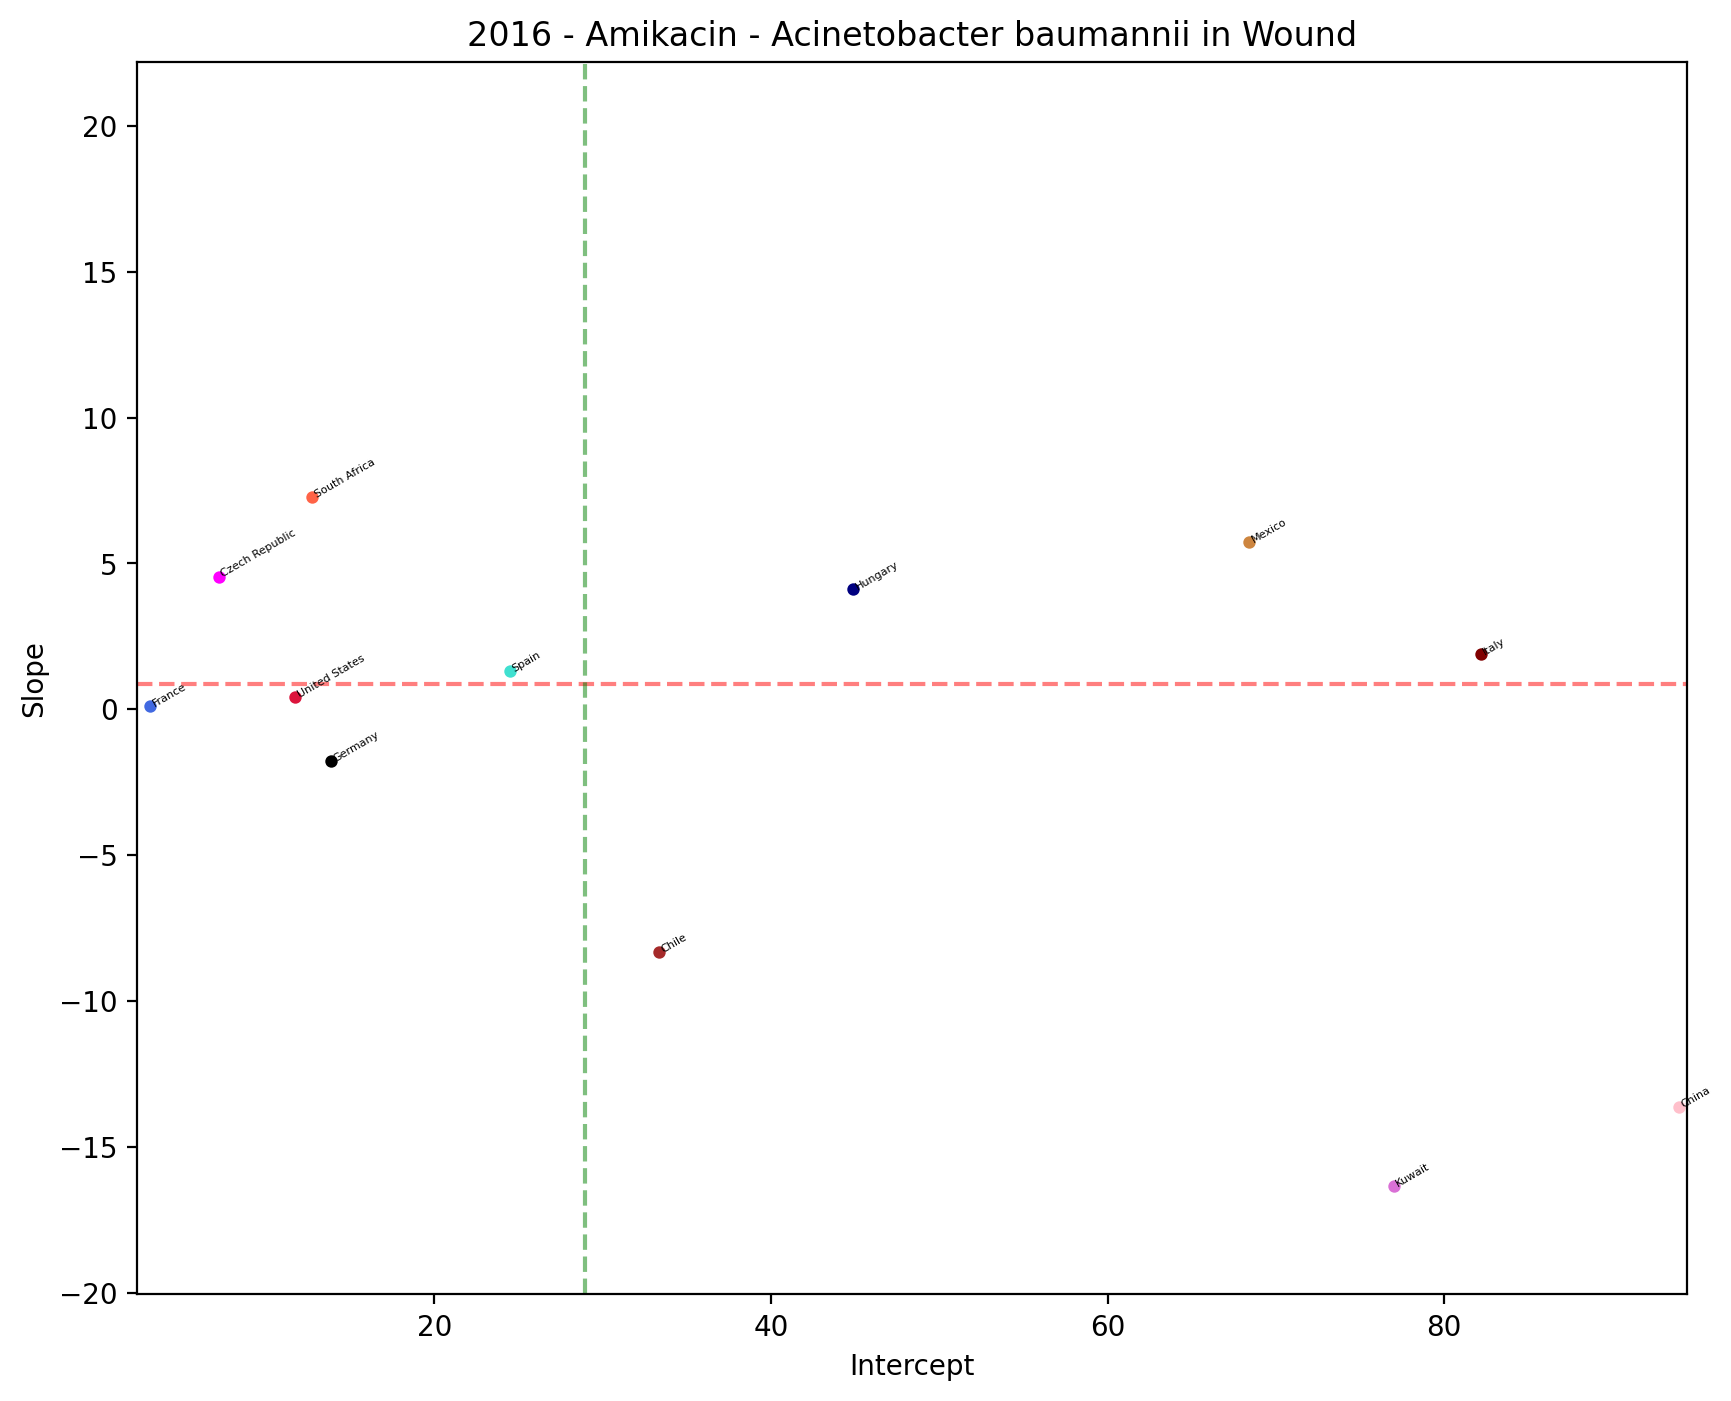 2016 - Amikacin - Acinetobacter baumannii in Wound
20
15
10
5
0
−5
−10
−15
−20
Slope
South Africa
Czech Republic
Mexico
Hungary
Italy
Spain
United States
France
Germany
Chile
China
Kuwait
20
40
60
80
Intercept